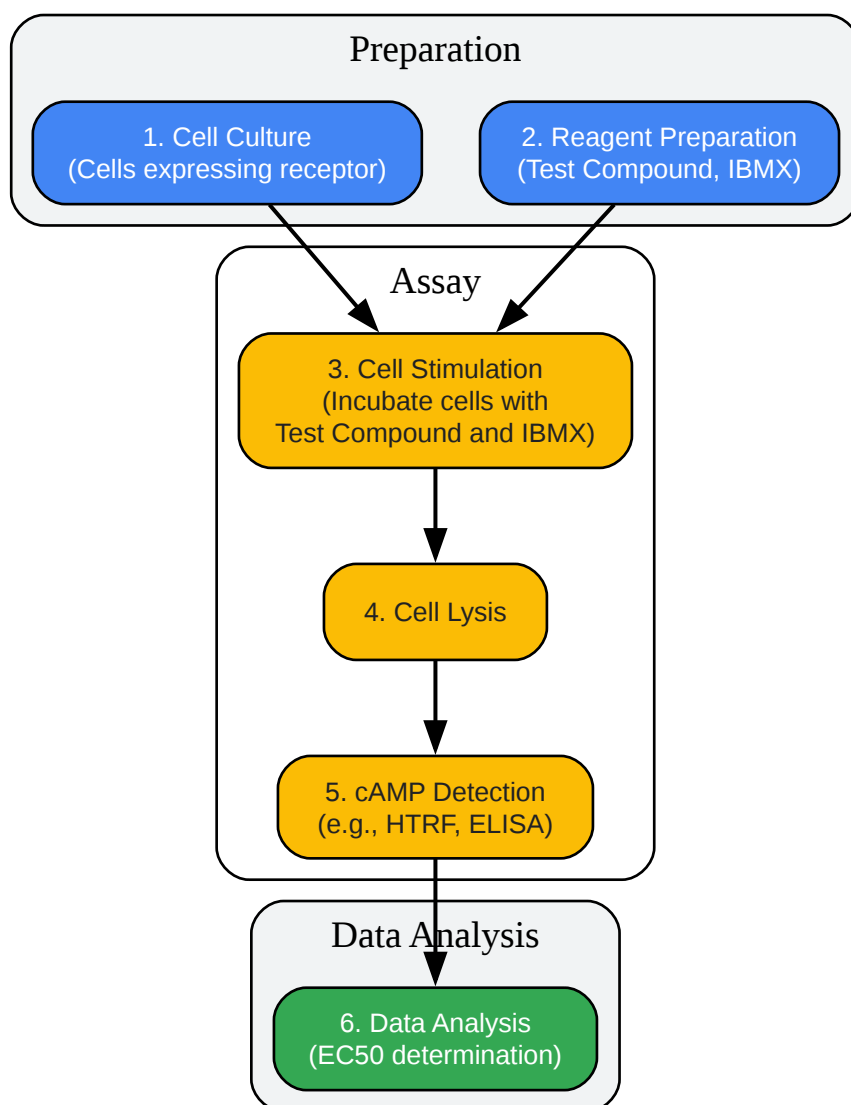 Preparation
1. Cell Culture
(Cells expressing receptor)
2. Reagent Preparation
(Test Compound, IBMX)
Assay
3. Cell Stimulation
(Incubate cells with
Test Compound and IBMX)
4. Cell Lysis
5. cAMP Detection
(e.g., HTRF, ELISA)
Data Analysis
6. Data Analysis
(EC50 determination)